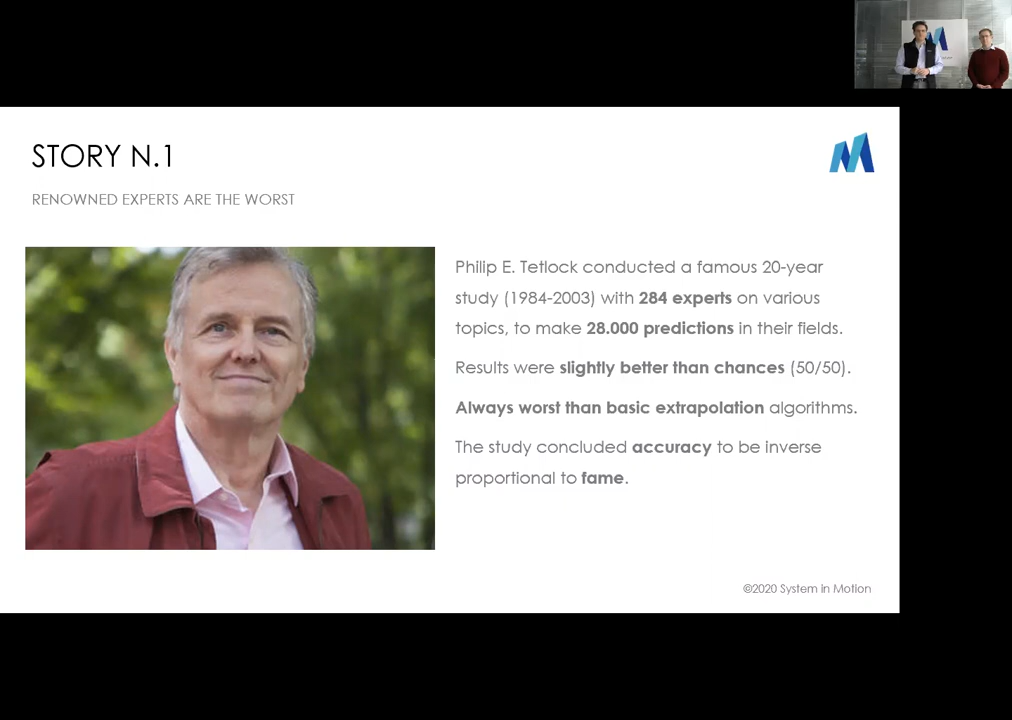 STORY N.1
RENOWNED EXPERTS ARE THE WORST
Philip E. Tetlock conducted a famous 20-year
study (1984-2003) with 284 experts on various
topics, to make 28.000 predictions in their fields.
Results were slightly better than chances (50/50).
Always worst than basic extrapolation algorithms.
The study concluded accuracy to be inverse
proportional to fame.
©2020 System in Motion